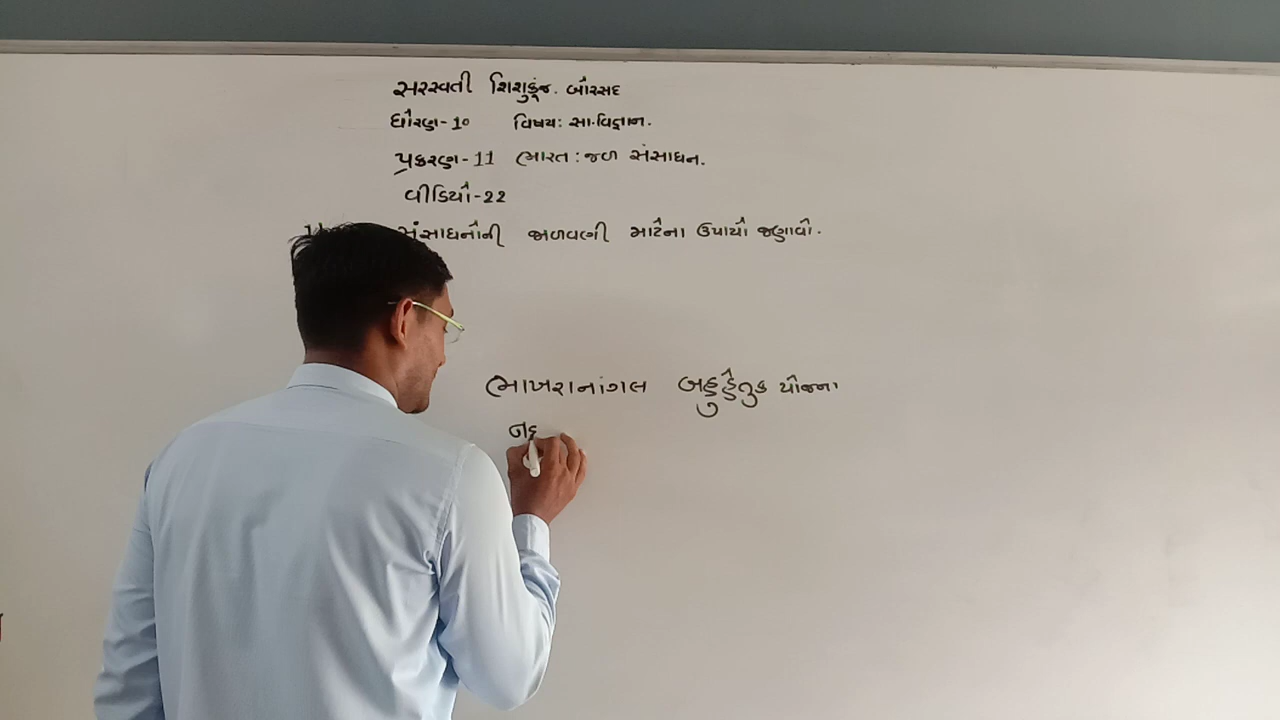 સરસ્વતી શિશુકુંજ. બોરસદ
ધોરણ-10 વિષય: સા.વિજ્ઞાન.
પ્રકરણ-11 ભારત : જળ સંસાધન.
વીડિયો-22
સંસાધનોની જાળવણી માટેના ઉપાયો જણાવો.
ભાખરાનાંગલ બહુહેતુક યોજના